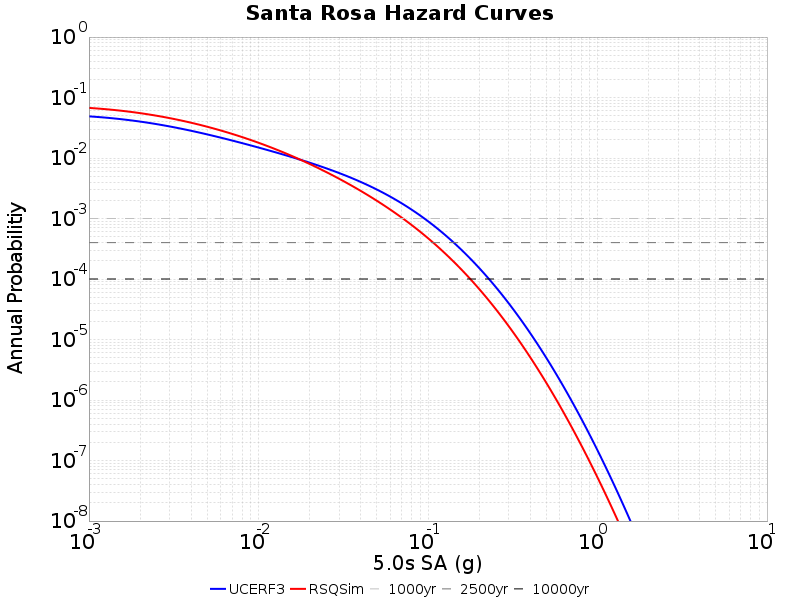 Santa Rosa Hazard Curves
10^0
10^-1
10^-2
10^-3
10^-4
10^-5
10^-6
10^-7
10^-8
Annual Probabilitiy
10^-3 10^-2 10^-1 10^0 10^1
5.0s SA (g)
UCERF3 RSQSim 1000yr 2500yr 10000yr